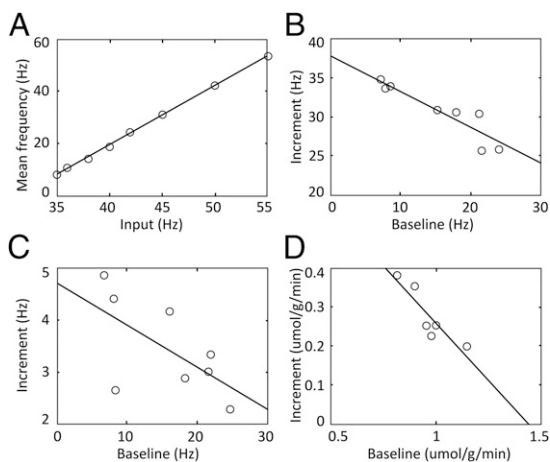 A
Mean frequency (Hz)
60
40
20
0
35 40 45 50 55
Input (Hz)
B
Increment (Hz)
40
35
30
25
20
0 10 20 30
Baseline (Hz)
C
Increment (Hz)
5
4
3
2
0 10 20 30
Baseline (Hz)
D
Increment (umol/g/min)
0.4
0.3
0.2
0.1
0
0.5 1 1.5
Baseline (umol/g/min)